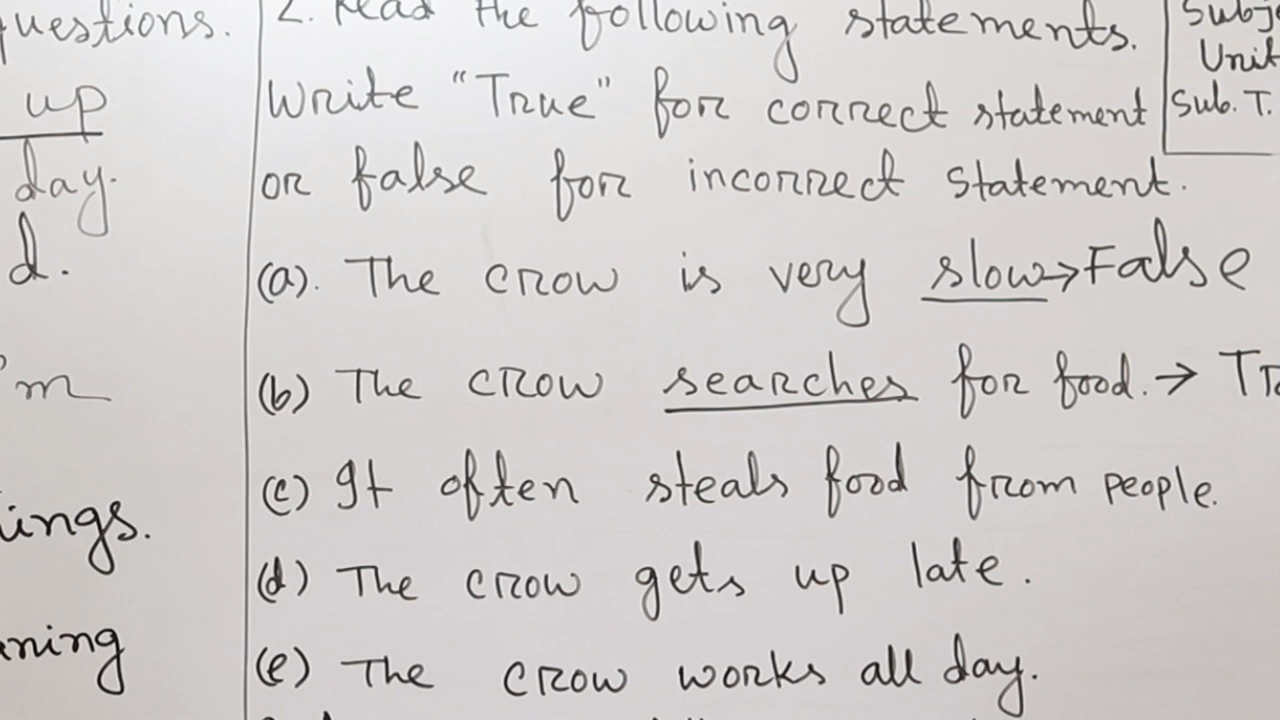 uestions.
up
day.
d.
'm
ings.
ning
2. Read the following statements.
Write "True" for correct statement
or false for incorrect statement.
(a). The crow is very slow→False
(b) The crow searches for food.→ Tr
(c) It often steals food from people.
(d) The crow gets up late.
(e) The crow works all day.
Subje
Unit
Sub. T.